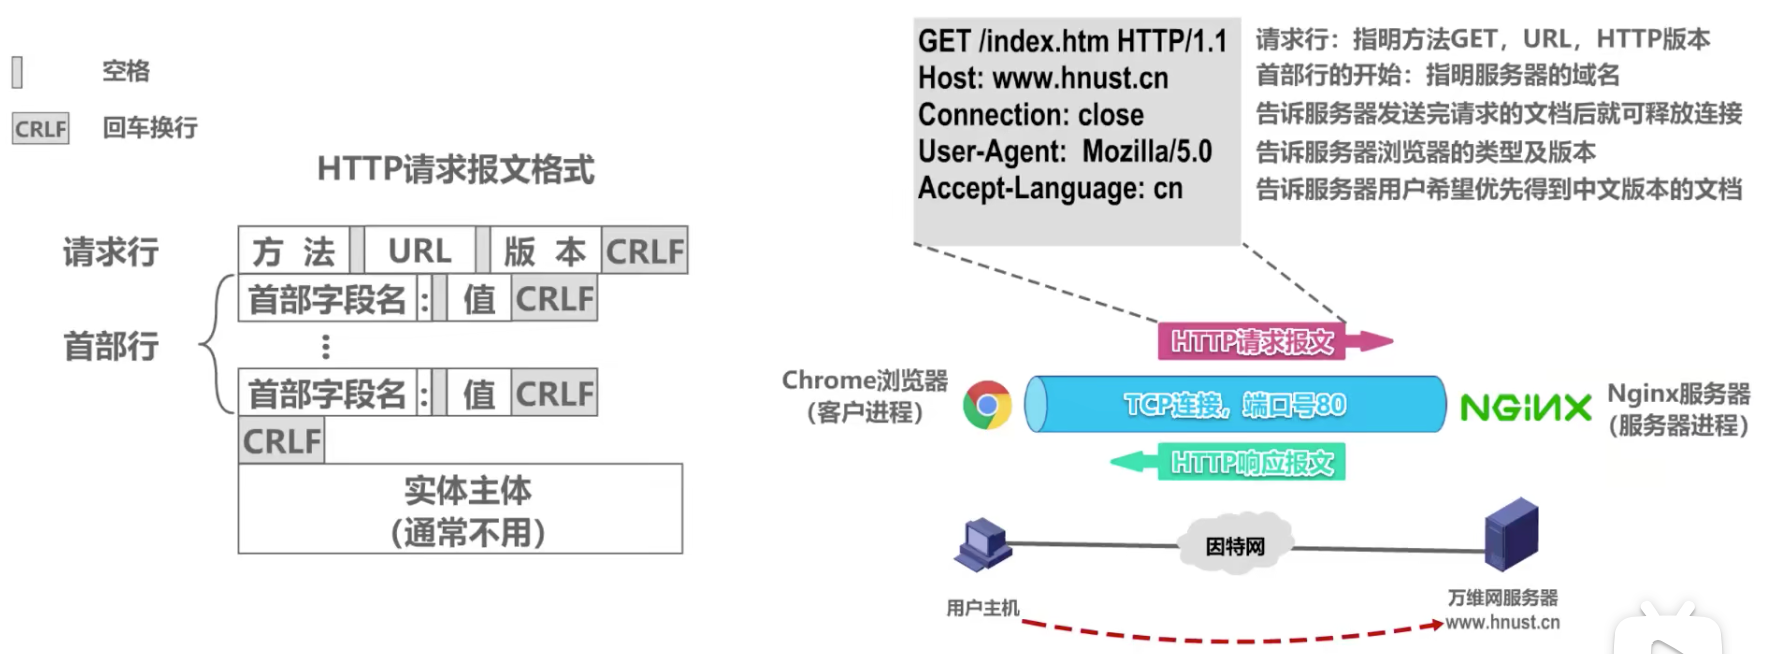 空格
CRLF 回车换行
HTTP请求报文格式
请求行 方 法 URL 版 本 CRLF
首部行
首部字段名 : 值 CRLF
⋮
首部字段名 : 值 CRLF
CRLF
实体主体
(通常不用)
GET /index.htm HTTP/1.1 请求行：指明方法GET，URL，HTTP版本
Host: www.hnust.cn 首部行的开始：指明服务器的域名
Connection: close 告诉服务器发送完请求的文档后就可释放连接
User-Agent: Mozilla/5.0 告诉服务器浏览器的类型及版本
Accept-Language: cn 告诉服务器用户希望优先得到中文版本的文档
HTTP请求报文
Chrome浏览器
（客户进程）
TCP连接，端口号80
NGiNX
Nginx服务器
（服务器进程）
HTTP响应报文
因特网
用户主机
万维网服务器
www.hnust.cn